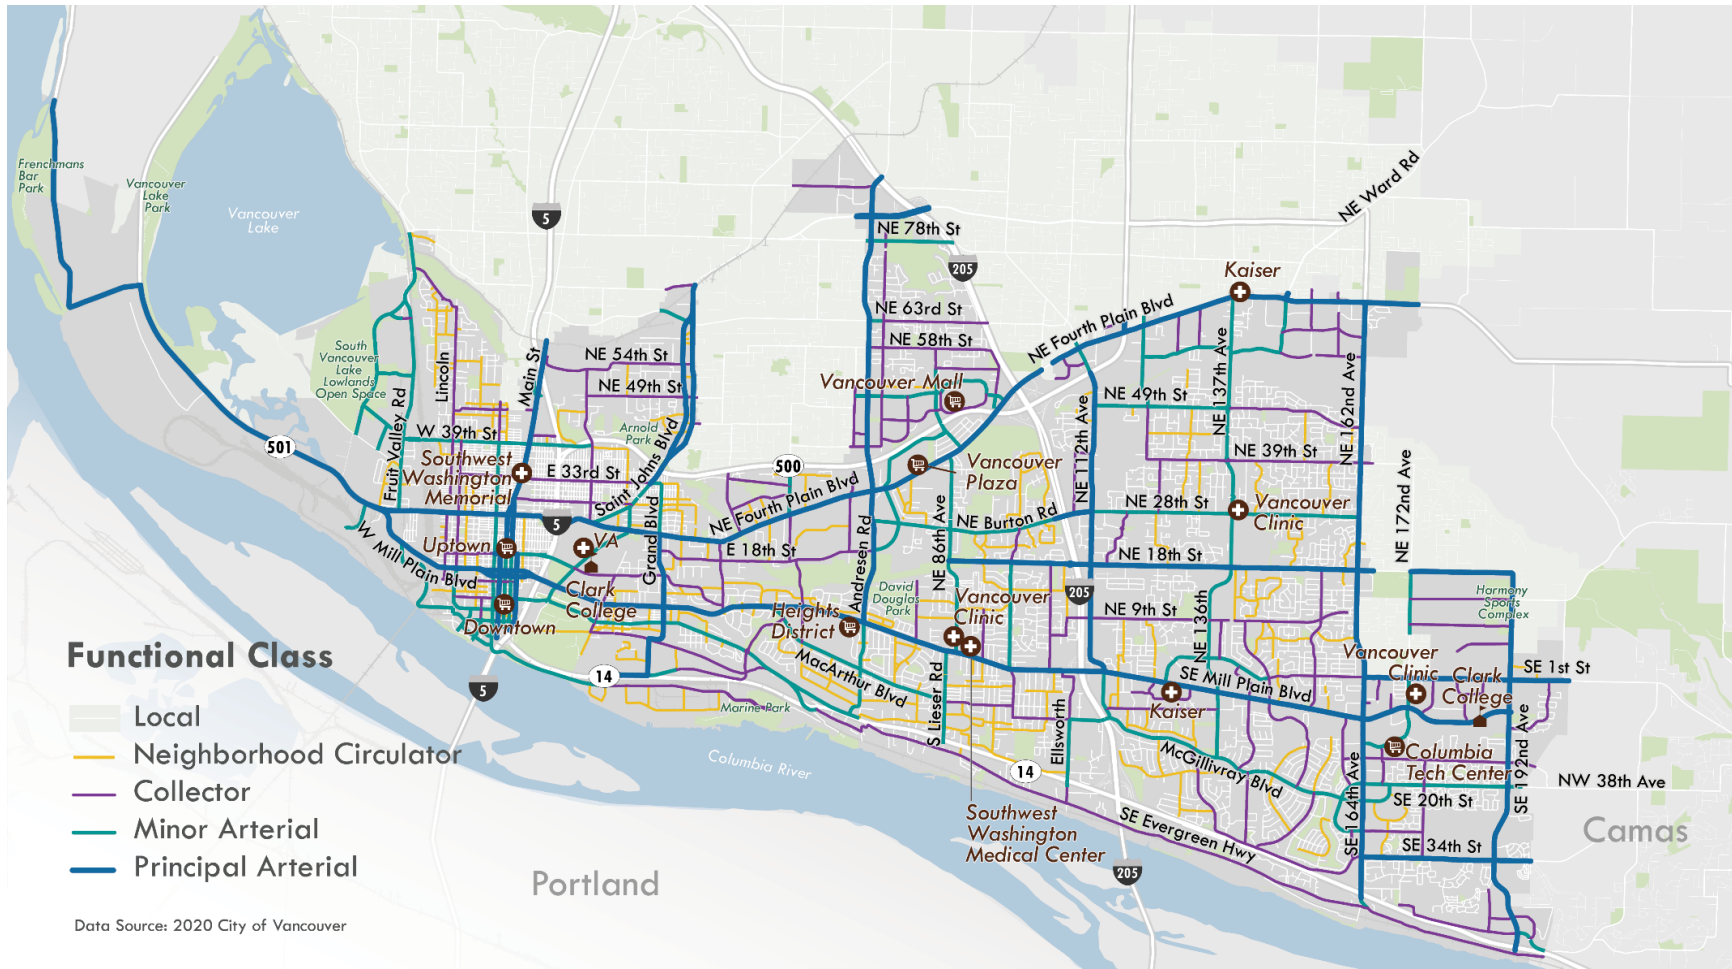 Frenchmans
Bar
Park
Vancouver
Lake
Park
Vancouver
Lake
5
NE Ward Rd
NE 78th St
205
Kaiser
NE 63rd St
NE Fourth Plain Blvd
NE 58th St
South
Vancouver
Lake
Lowlands
Open Space
Lincoln
Main St
NE 54th St
NE 49th St
Vancouver Mall
NE 49th St
NE 137th Ave
NE 162nd Ave
NE 112th Ave
Fruit Valley Rd
W 39th St
Arnold
Park
501
Southwest
Washington
Memorial
E 33rd St
Saint Johns Blvd
500
Vancouver
Plaza
NE 39th St
NE 172nd Ave
NE Fourth Plain Blvd
NE 28th St
Vancouver
Clinic
5
NE Burton Rd
NE 86th Ave
Andresen Rd
Grand Blvd
W Mill Plain Blvd
Uptown
VA
E 18th St
NE 18th St
Clark
College
Downtown
David
Douglas
Park
Heights
District
Vancouver
Clinic
205
NE 9th St
NE 136th
Harmony
Sports
Complex
Vancouver
Clinic
Clark
College
SE 1st St
14
5
MacArthur Blvd
Marine Park
S Lieser Rd
SE Mill Plain Blvd
Kaiser
Ellsworth
McGillivray Blvd
SE 164th Ave
SE 192nd Ave
Columbia
Tech Center
NW 38th Ave
SE 20th St
SE 34th St
Columbia River
14
Southwest
Washington
Medical Center
SE Evergreen Hwy
205
Camas
Portland
Functional Class
Local
Neighborhood Circulator
Collector
Minor Arterial
Principal Arterial
Data Source: 2020 City of Vancouver